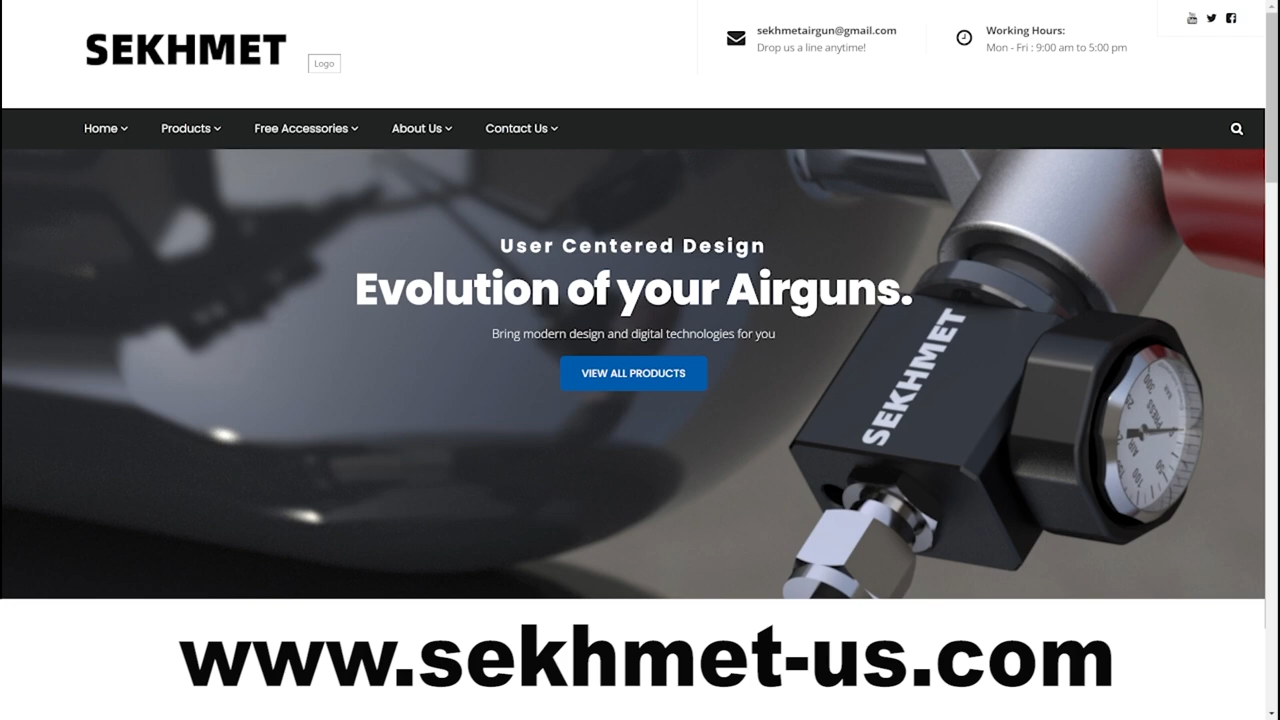 SEKHMET
Logo
sekhmetairgun@gmail.com
Drop us a line anytime!
Working Hours:
Mon - Fri : 9:00 am to 5:00 pm
Home
Products
Free Accessories
About Us
Contact Us
User Centered Design
Evolution of your Airguns.
Bring modern design and digital technologies for you
VIEW ALL PRODUCTS
SEKHMET
www.sekhmet-us.com